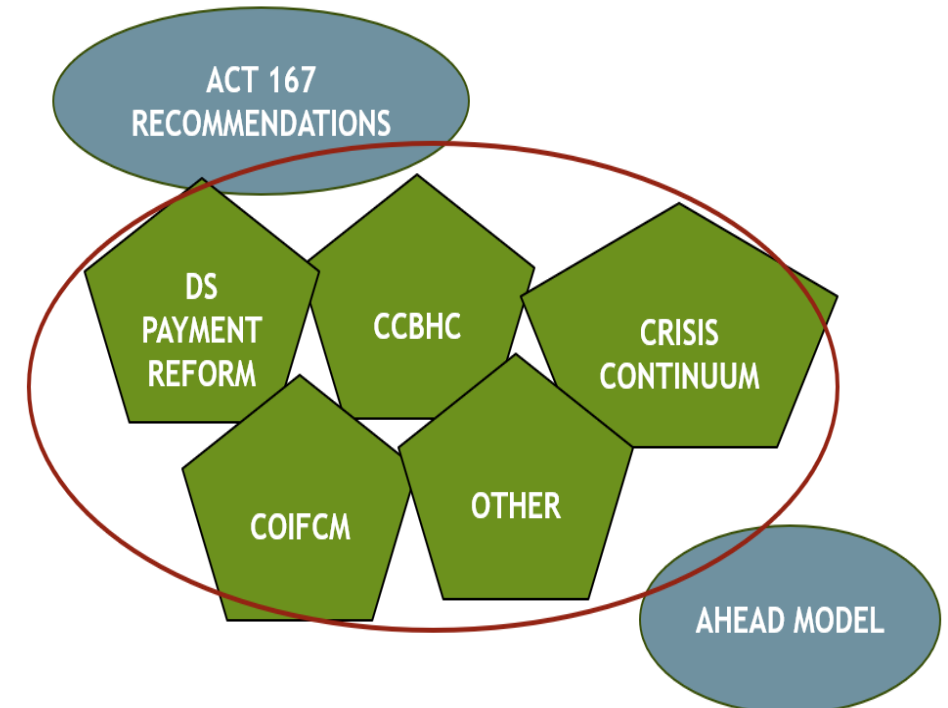 ACT 167
RECOMMENDATIONS
DS
PAYMENT
REFORM
CCBHC
CRISIS
CONTINUUM
COIFCM
OTHER
AHEAD MODEL